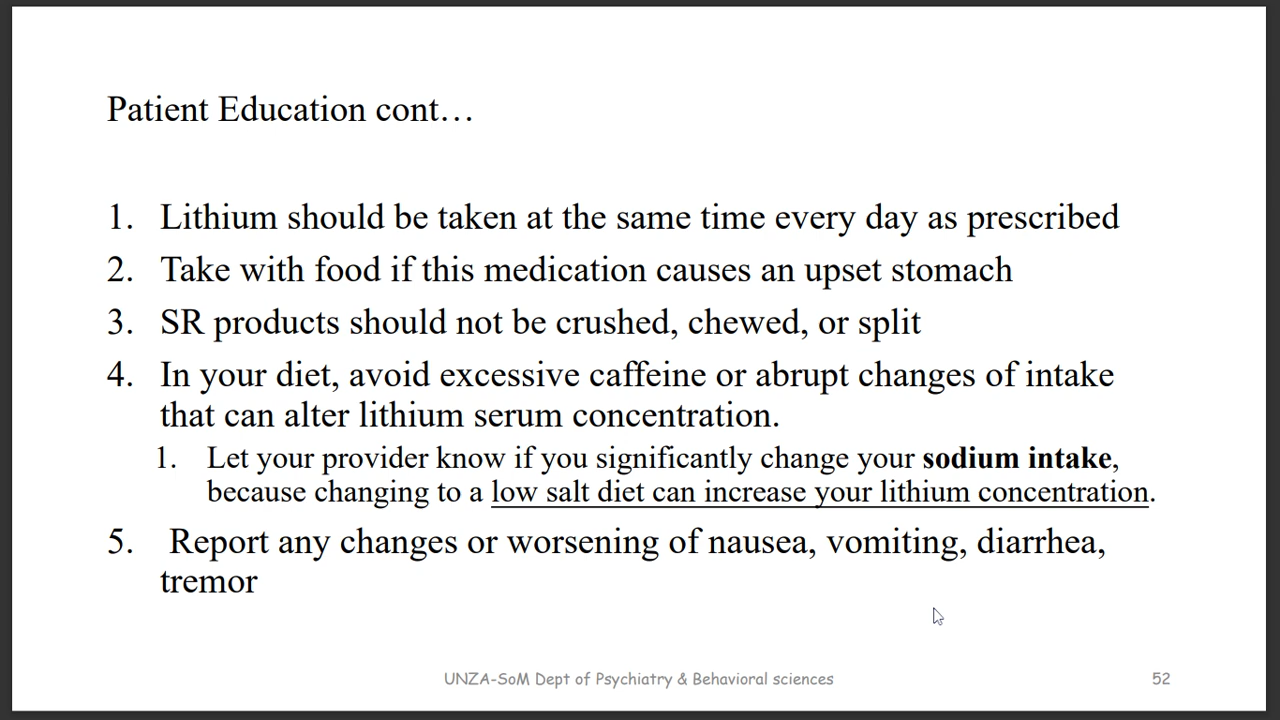 Patient Education cont…
1. Lithium should be taken at the same time every day as prescribed
2. Take with food if this medication causes an upset stomach
3. SR products should not be crushed, chewed, or split
4. In your diet, avoid excessive caffeine or abrupt changes of intake
that can alter lithium serum concentration.
1. Let your provider know if you significantly change your sodium intake,
because changing to a low salt diet can increase your lithium concentration.
5. Report any changes or worsening of nausea, vomiting, diarrhea,
tremor
UNZA-SoM Dept of Psychiatry & Behavioral sciences
52